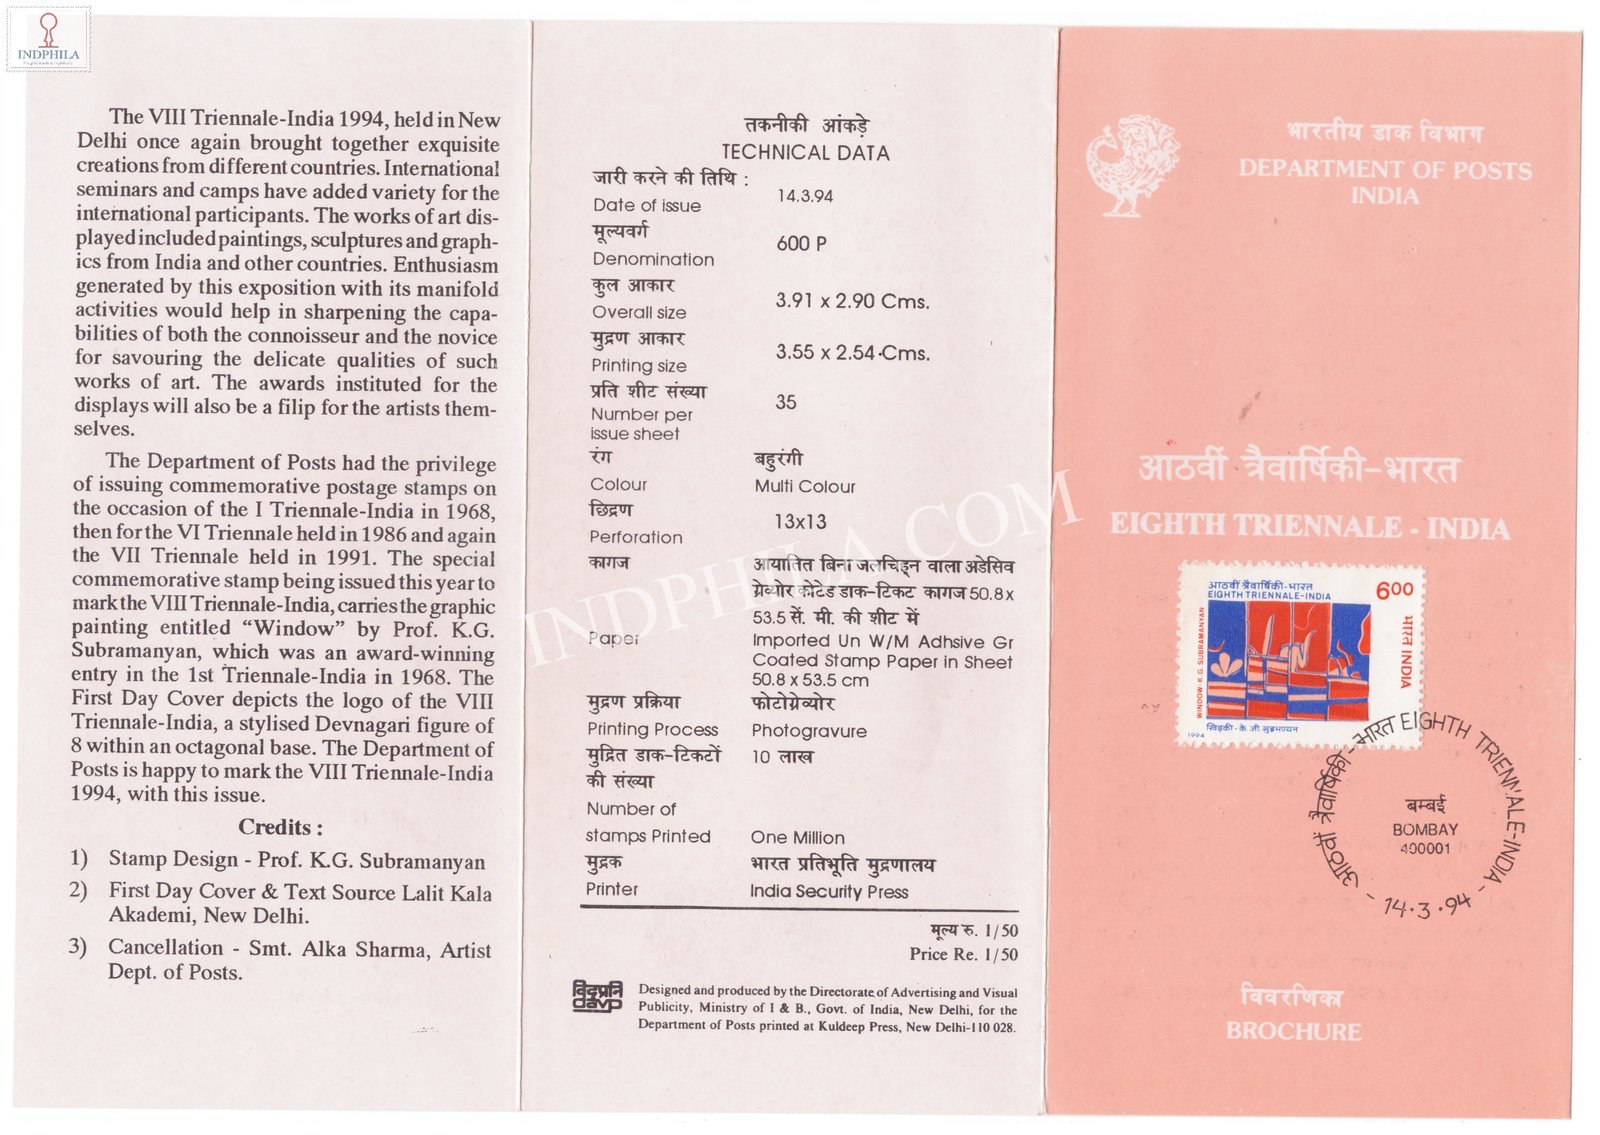 INDPHILA
The VIII Triennale-India 1994, held in New
Delhi once again brought together exquisite
creations from different countries. International
seminars and camps have added variety for the
international participants. The works of art dis-
played included paintings, sculptures and graph-
ics from India and other countries. Enthusiasm
generated by this exposition with its manifold
activities would help in sharpening the capa-
bilities of both the connoisseur and the novice
for savouring the delicate qualities of such
works of art. The awards instituted for the
displays will also be a filip for the artists them-
selves.
The Department of Posts had the privilege
of issuing commemorative postage stamps on
the occasion of the I Triennale-India in 1968,
then for the VI Triennale held in 1986 and again
the VII Triennale held in 1991. The special
commemorative stamp being issued this year to
mark the VIII Triennale-India, carries the graphic
painting entitled “Window” by Prof. K.G.
Subramanyan, which was an award-winning
entry in the 1st Triennale-India in 1968. The
First Day Cover depicts the logo of the VIII
Triennale-India, a stylised Devnagari figure of
8 within an octagonal base. The Department of
Posts is happy to mark the VIII Triennale-India
1994, with this issue.
Credits :
1) Stamp Design - Prof. K.G. Subramanyan
2) First Day Cover & Text Source Lalit Kala
Akademi, New Delhi.
3) Cancellation - Smt. Alka Sharma, Artist
Dept. of Posts.
तकनीकी आंकड़े
TECHNICAL DATA
जारी करने की तिथि :
Date of issue 14.3.94
मूल्यवर्ग
Denomination 600 P
कुल आकार
Overall size 3.91 x 2.90 Cms.
मुद्रण आकार
Printing size 3.55 x 2.54 Cms.
प्रति शीट संख्या
Number per 35
issue sheet
रंग बहुरंगी
Colour Multi Colour
छिद्रण
Perforation 13x13
कागज आयातित बिना जलचिह्न वाला अडेसिव
ग्रेव्योर कोटेड डाक-टिकट कागज 50.8 x
53.5 सें. मी. की शीट में
Paper Imported Un W/M Adhsive Gr
Coated Stamp Paper in Sheet
50.8 x 53.5 cm
मुद्रण प्रक्रिया फोटोग्रेव्योर
Printing Process Photogravure
मुद्रित डाक-टिकटों 10 लाख
की संख्या
Number of
stamps Printed One Million
मुद्रक भारत प्रतिभूति मुद्रणालय
Printer India Security Press
मूल्य रु. 1/50
Price Re. 1/50
विदृप्रनि
davp
Designed and produced by the Directorate of Advertising and Visual
Publicity, Ministry of I & B., Govt. of India, New Delhi, for the
Department of Posts printed at Kuldeep Press, New Delhi-110 028.
INDPHILA.COM
भारतीय डाक विभाग
DEPARTMENT OF POSTS
INDIA
आठवीं त्रैवार्षिकी-भारत
EIGHTH TRIENNALE - INDIA
आठवीं त्रैवार्षिकी-भारत
EIGHTH TRIENNALE-INDIA
600
भारत INDIA
WINDOW-K.G. SUBRAMANYAN
खिड़की-के.जी.सुब्रमण्यन
1994
आठवीं त्रैवार्षिकी-भारत EIGHTH TRIENNALE-INDIA
बम्बई
BOMBAY
400001
- 14.3.94 -
विवरणिका
BROCHURE